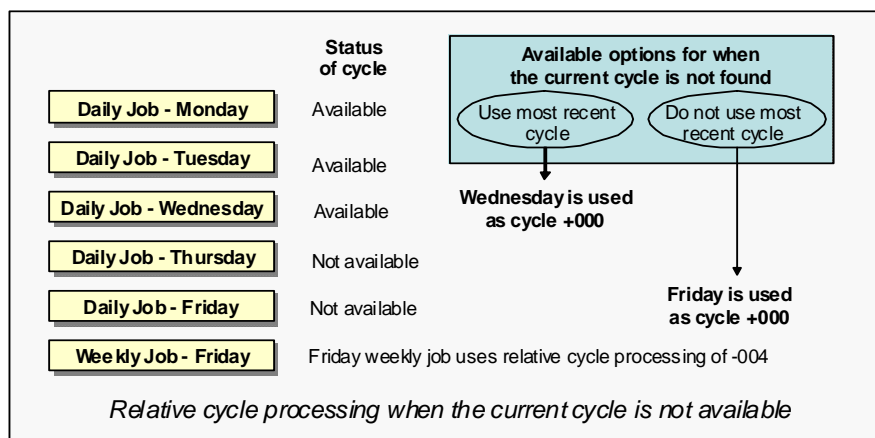 Status
of cycle
Available options for when
the current cycle is not found
Use most recent
cycle
Do not use most
recent cycle
Daily Job - Monday
Available
Daily Job - Tuesday
Available
Wednesday is used
as cycle +000
Daily Job - Wednesday
Available
Daily Job - Thursday
Not available
Daily Job - Friday
Not available
Friday is used
as cycle +000
Weekly Job - Friday
Friday weekly job uses relative cycle processing of -004
Relative cycle processing when the current cycle is not available